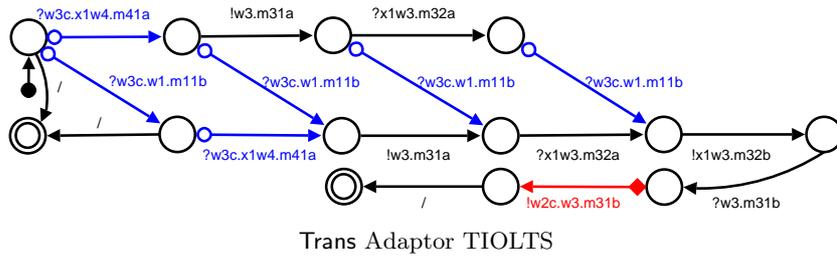 ?w3c.x1w4.m41a
!w3.m31a
?x1w3.m32a
?w3c.w1.m11b
?w3c.w1.m11b
?w3c.w1.m11b
?w3c.w1.m11b
/
/
?w3c.x1w4.m41a
!w3.m31a
?x1w3.m32a
!x1w3.m32b
/
!w2c.w3.m31b
?w3.m31b
Trans Adaptor TIOLTS